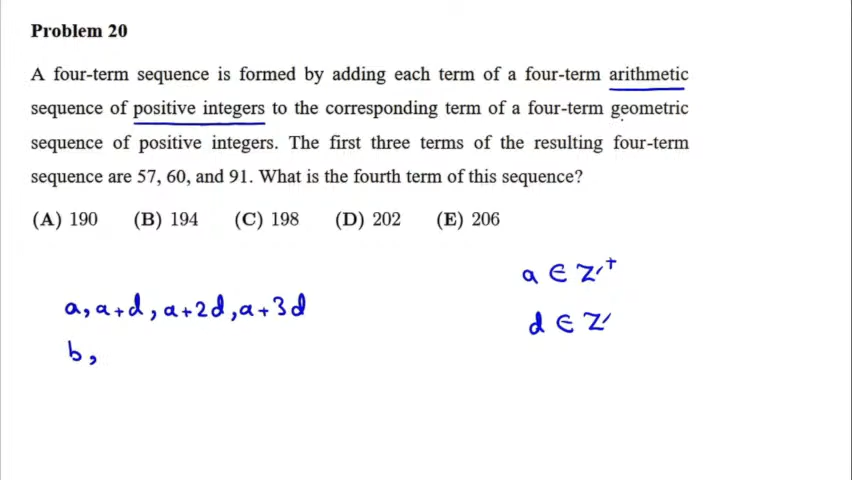 Problem 20
A four-term sequence is formed by adding each term of a four-term arithmetic
sequence of positive integers to the corresponding term of a four-term geometric
sequence of positive integers. The first three terms of the resulting four-term
sequence are 57, 60, and 91. What is the fourth term of this sequence?
(A) 190 (B) 194 (C) 198 (D) 202 (E) 206
a ∈ Z⁺
a, a+d, a+2d, a+3d
d ∈ Z
b,